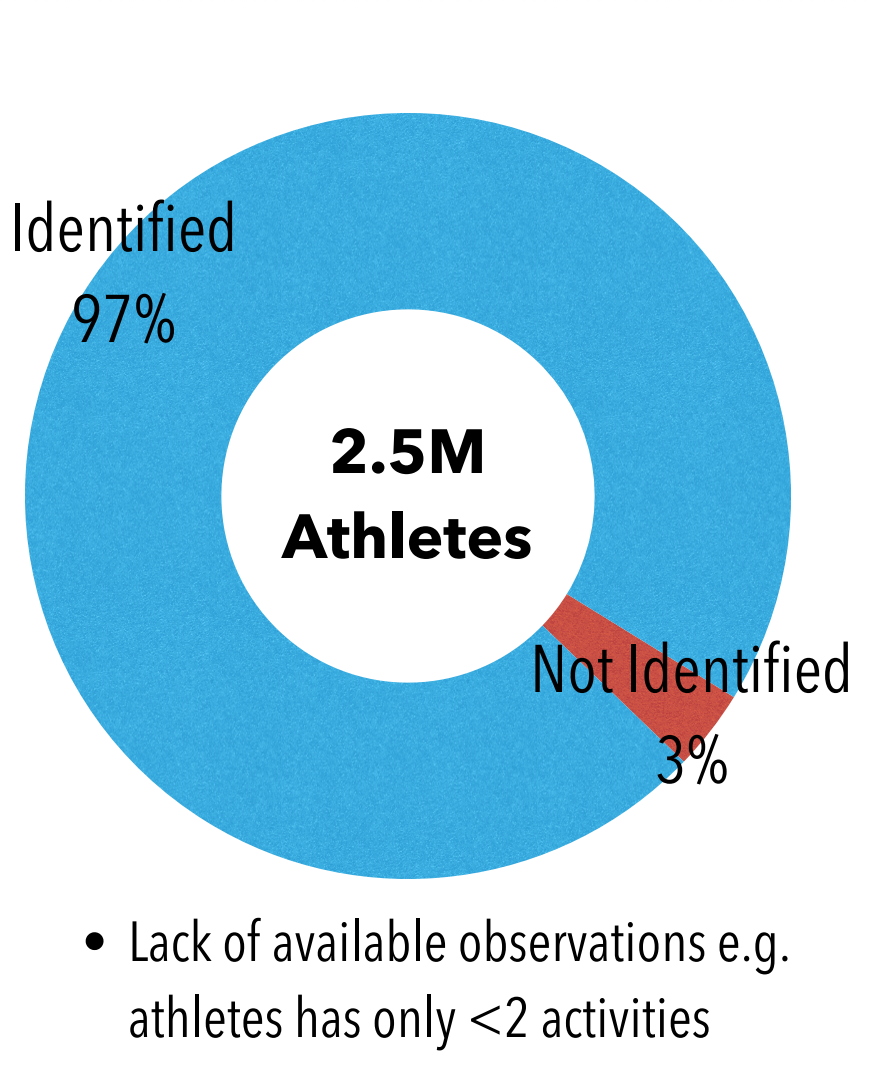 Identified
97%
2.5M
Athletes
Not Identified
3%
• Lack of available observations e.g.
athletes has only <2 activities